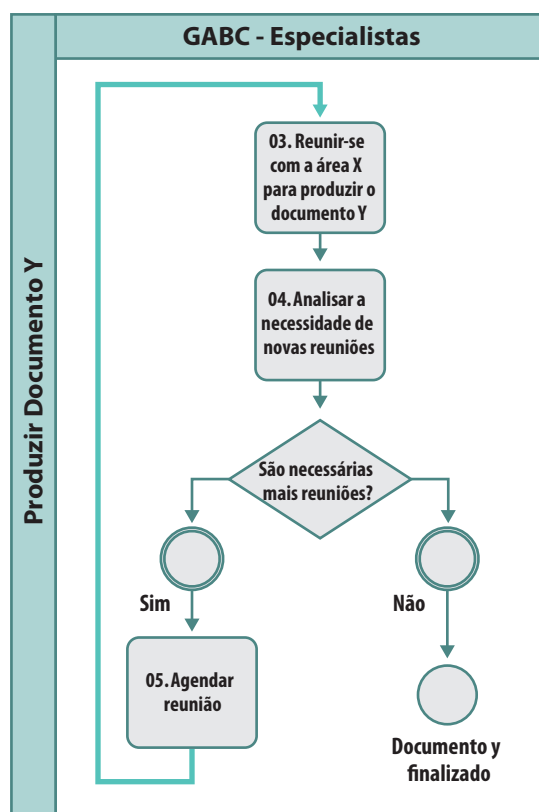 GABC - Especialistas
Produzir Documento Y
03. Reunir-se
com a área X
para produzir o
documento Y
04. Analisar a
necessidade de
novas reuniões
São necessárias
mais reuniões?
Sim
Não
05. Agendar
reunião
Documento y
finalizado